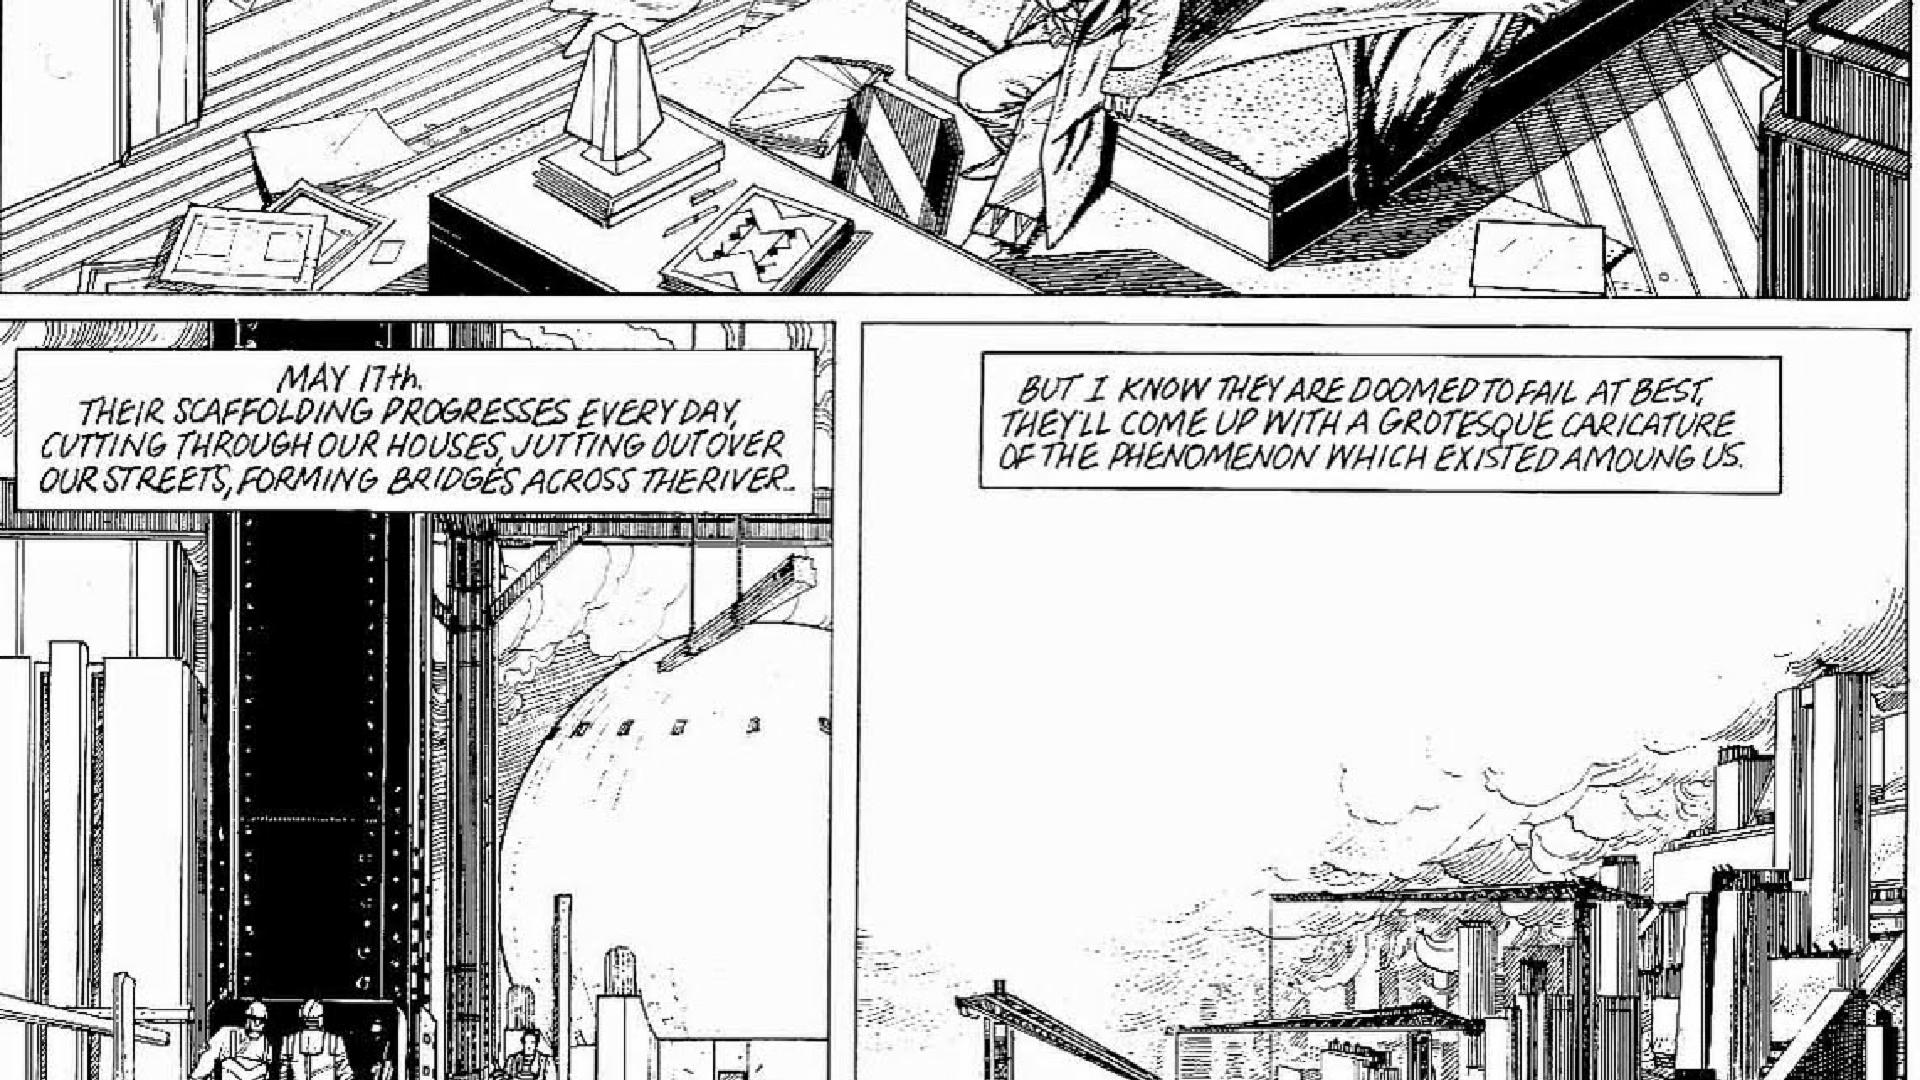 MAY 17th.
THEIR SCAFFOLDING PROGRESSES EVERY DAY,
CUTTING THROUGH OUR HOUSES, JUTTING OUT OVER
OUR STREETS, FORMING BRIDGES ACROSS THE RIVER..
BUT I KNOW THEY ARE DOOMED TO FAIL AT BEST,
THEY'LL COME UP WITH A GROTESQUE CARICATURE
OF THE PHENOMENON WHICH EXISTED AMOUNG US.